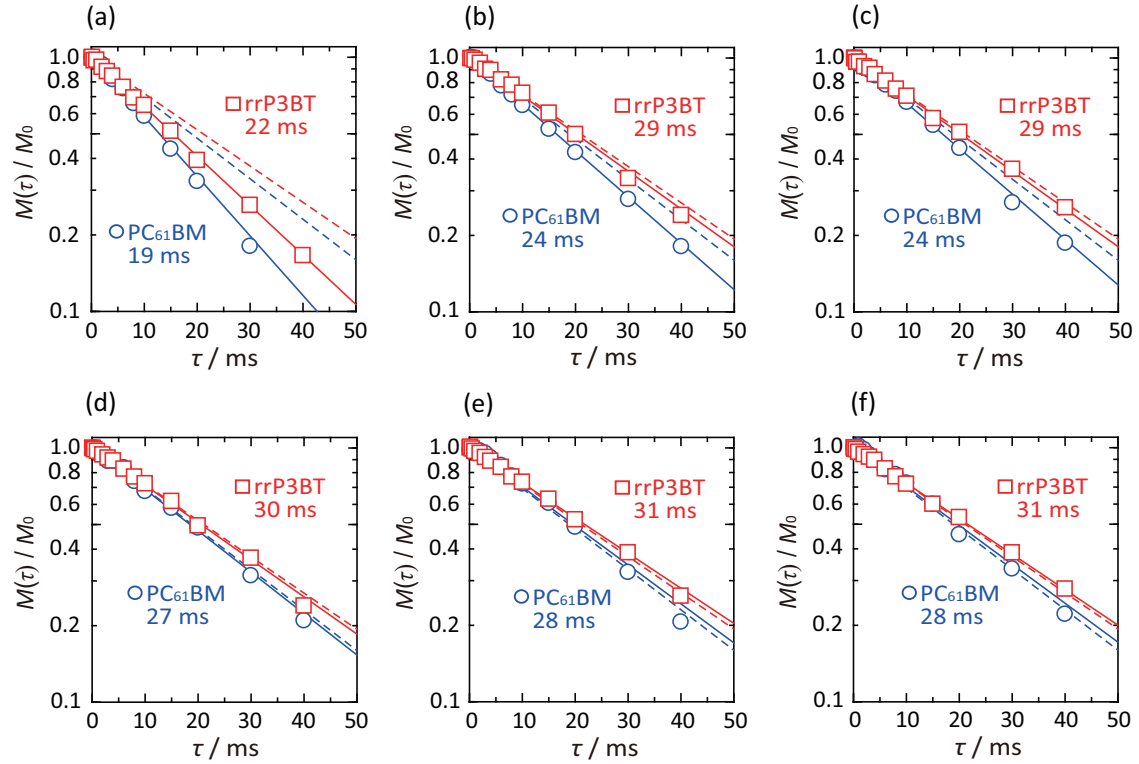 (a)
1.0
0.8
0.6
0.4
0.2
0.1
M(τ) / M₀
rrP3BT
22 ms
PC₆₁BM
19 ms
0 10 20 30 40 50
τ / ms
(b)
1.0
0.8
0.6
0.4
0.2
0.1
M(τ) / M₀
rrP3BT
29 ms
PC₆₁BM
24 ms
0 10 20 30 40 50
τ / ms
(c)
1.0
0.8
0.6
0.4
0.2
0.1
M(τ) / M₀
rrP3BT
29 ms
PC₆₁BM
24 ms
0 10 20 30 40 50
τ / ms
(d)
1.0
0.8
0.6
0.4
0.2
0.1
M(τ) / M₀
rrP3BT
30 ms
PC₆₁BM
27 ms
0 10 20 30 40 50
τ / ms
(e)
1.0
0.8
0.6
0.4
0.2
0.1
M(τ) / M₀
rrP3BT
31 ms
PC₆₁BM
28 ms
0 10 20 30 40 50
τ / ms
(f)
1.0
0.8
0.6
0.4
0.2
0.1
M(τ) / M₀
rrP3BT
31 ms
PC₆₁BM
28 ms
0 10 20 30 40 50
τ / ms